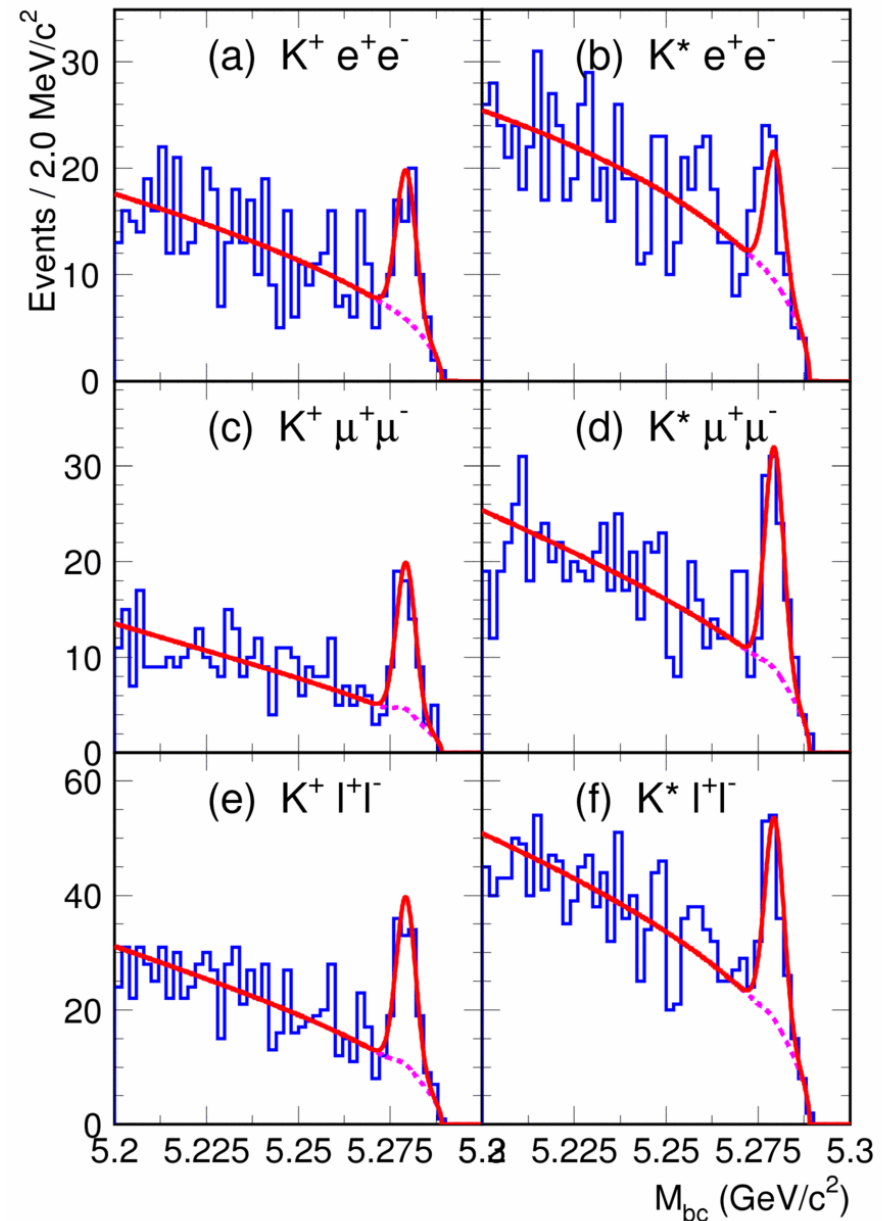 Events / 2.0 MeV/c²
(a) K⁺ e⁺e⁻
(b) K* e⁺e⁻
30
20
10
0
(c) K⁺ μ⁺μ⁻
(d) K* μ⁺μ⁻
30
20
10
0
(e) K⁺ l⁺l⁻
(f) K* l⁺l⁻
60
40
20
0
5.2 5.225 5.25 5.275 5.3 5.225 5.25 5.275 5.3
M_bc (GeV/c²)